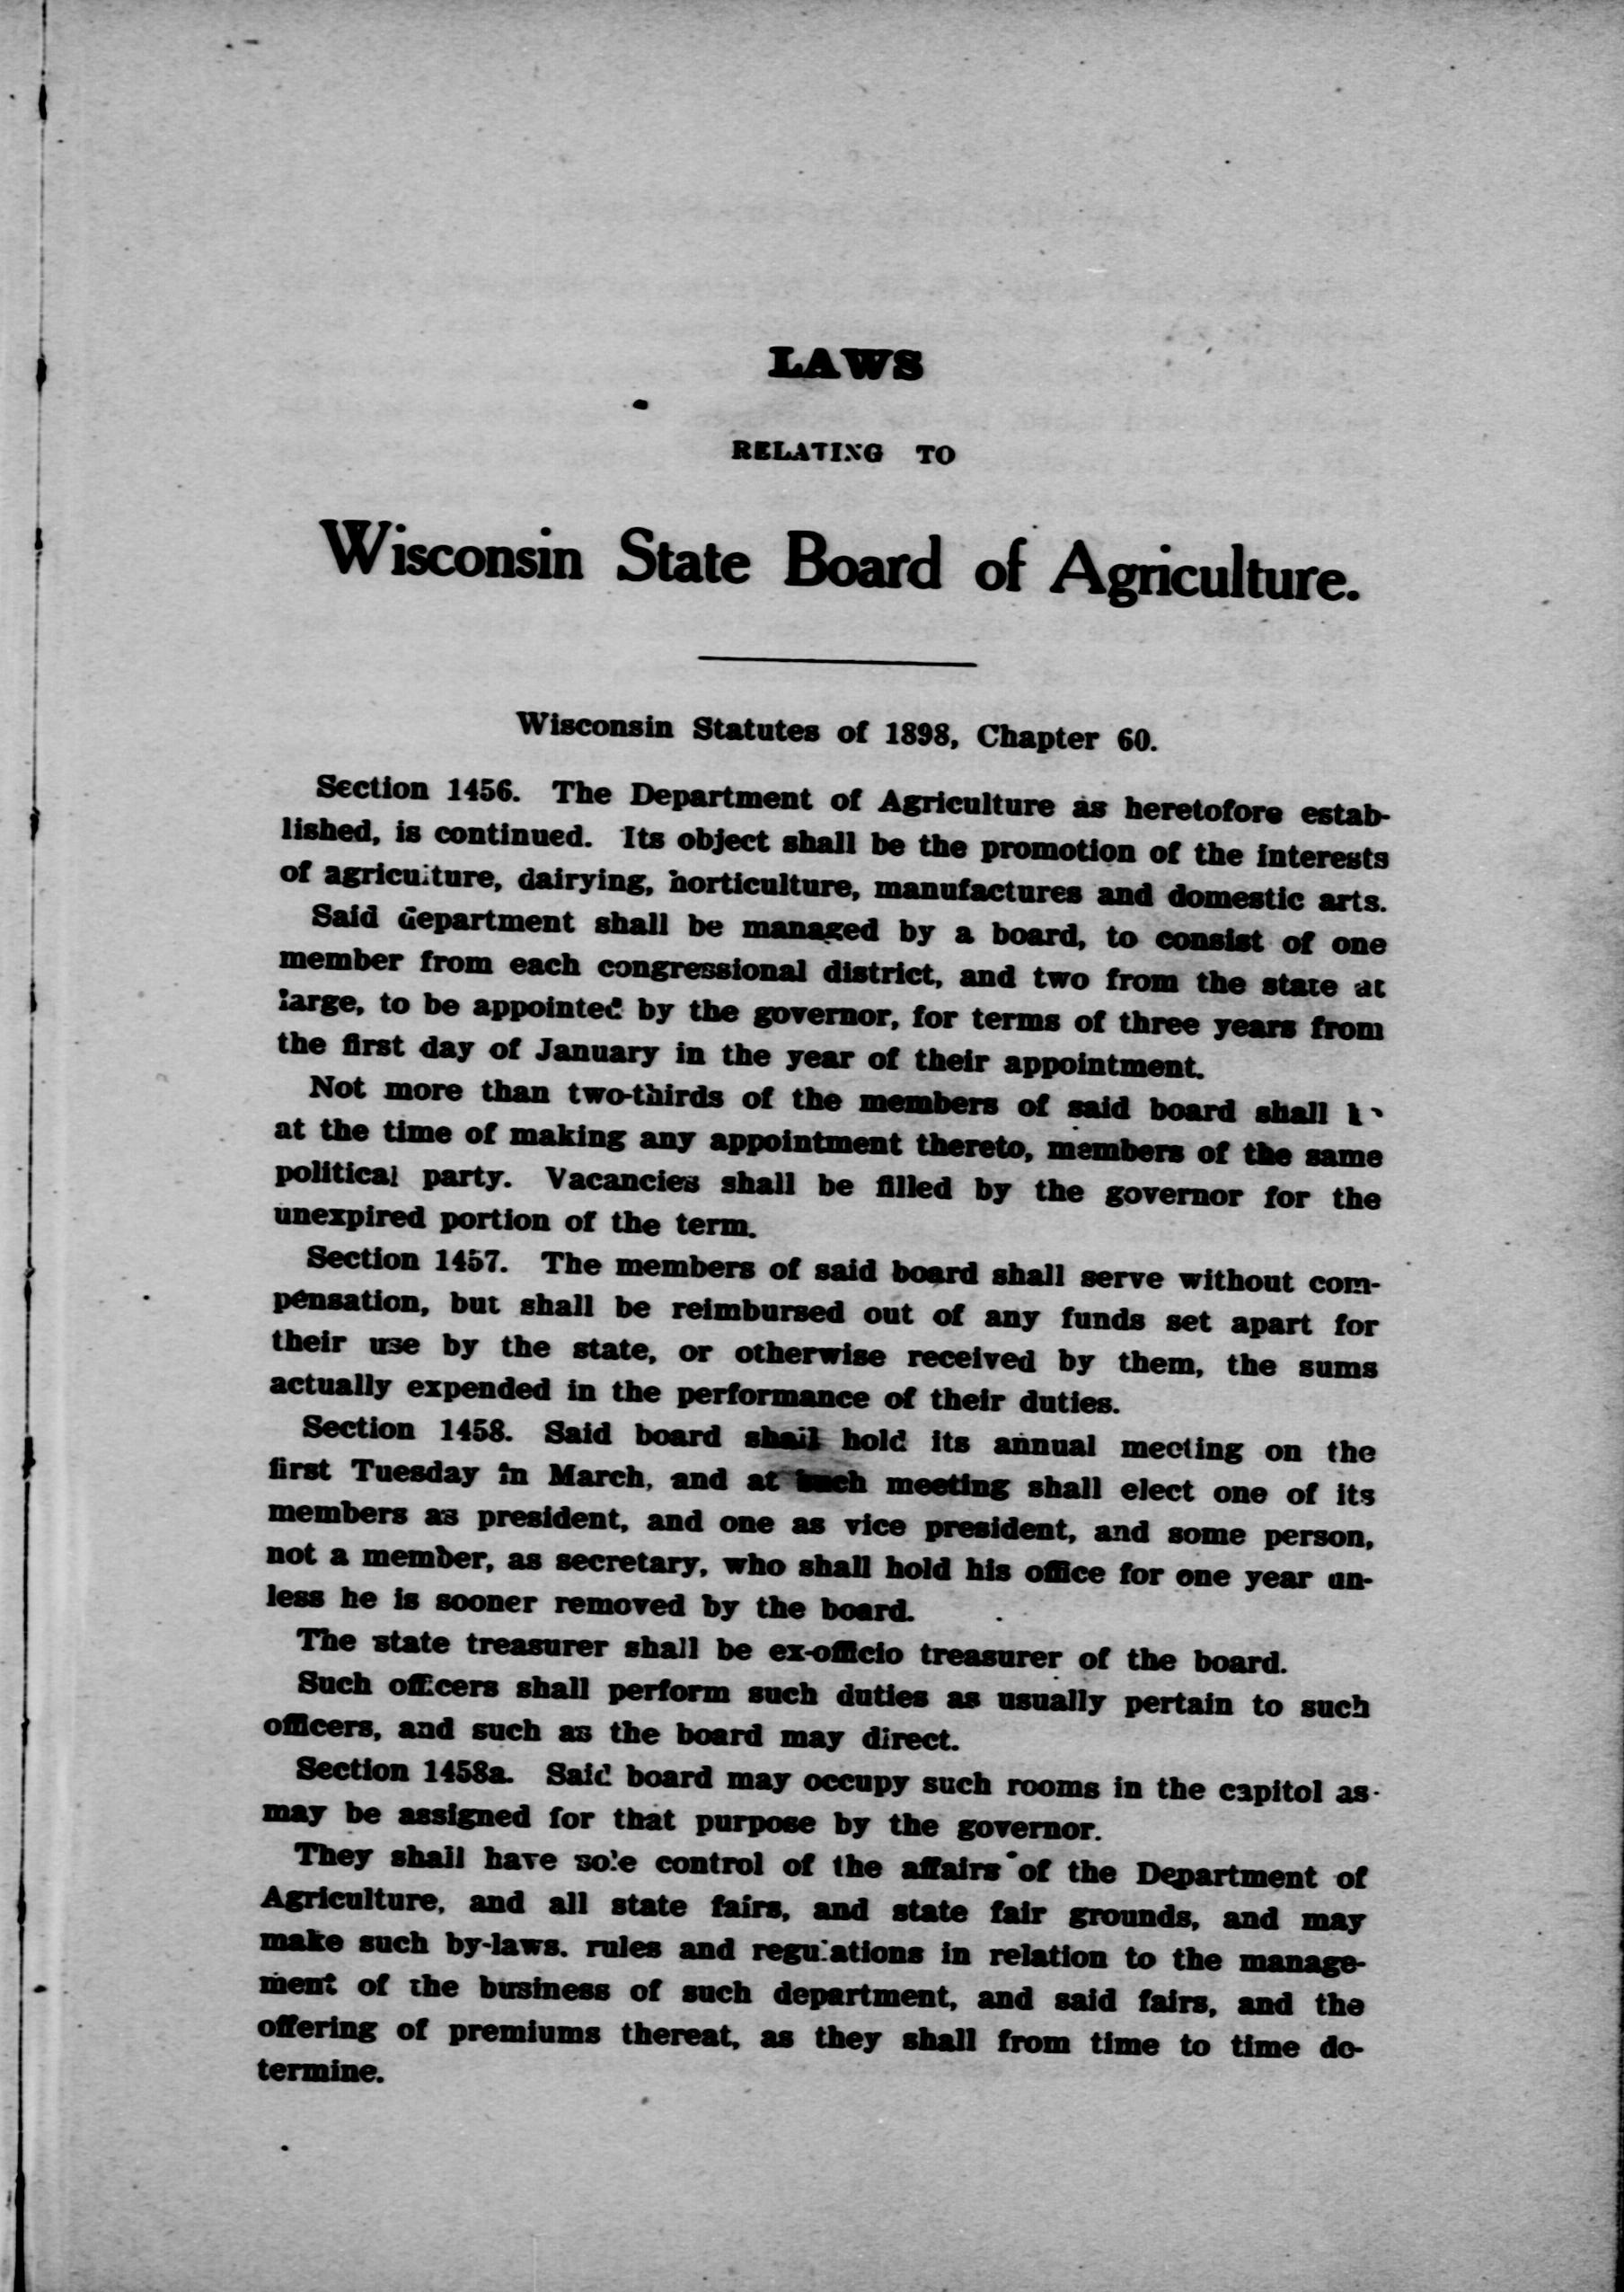 LAWS
RELATING TO
Wisconsin State Board of Agriculture.
Wisconsin Statutes of 1898, Chapter 60.
Section 1456. The Department of Agriculture as heretofore estab-
lished, is continued. Its object shall be the promotion of the interests
of agriculture, dairying, horticulture, manufactures and domestic arts.
Said department shall be managed by a board, to consist of one
member from each congressional district, and two from the state at
large, to be appointed by the governor, for terms of three years from
the first day of January in the year of their appointment.
Not more than two-thirds of the members of said board shall
at the time of making any appointment thereto, members of the same
political party. Vacancies shall be filled by the governor for the
unexpired portion of the term.
Section 1457. The members of said board shall serve without com-
pensation, but shall be reimbursed out of any funds set apart for
their use by the state, or otherwise received by them, the sums
actually expended in the performance of their duties.
Section 1458. Said board shall hold its annual meeting on the
first Tuesday in March, and at such meeting shall elect one of its
members as president, and one as vice president, and some person,
not a member, as secretary, who shall hold his office for one year un-
less he is sooner removed by the board.
The state treasurer shall be ex-officio treasurer of the board.
Such officers shall perform such duties as usually pertain to such
officers, and such as the board may direct.
Section 1458a. Said board may occupy such rooms in the capitol as
may be assigned for that purpose by the governor.
They shall have sole control of the affairs of the Department of
Agriculture, and all state fairs, and state fair grounds, and may
make such by-laws. rules and regulations in relation to the manage-
ment of the business of such department, and said fairs, and the
offering of premiums thereat, as they shall from time to time de-
termine.